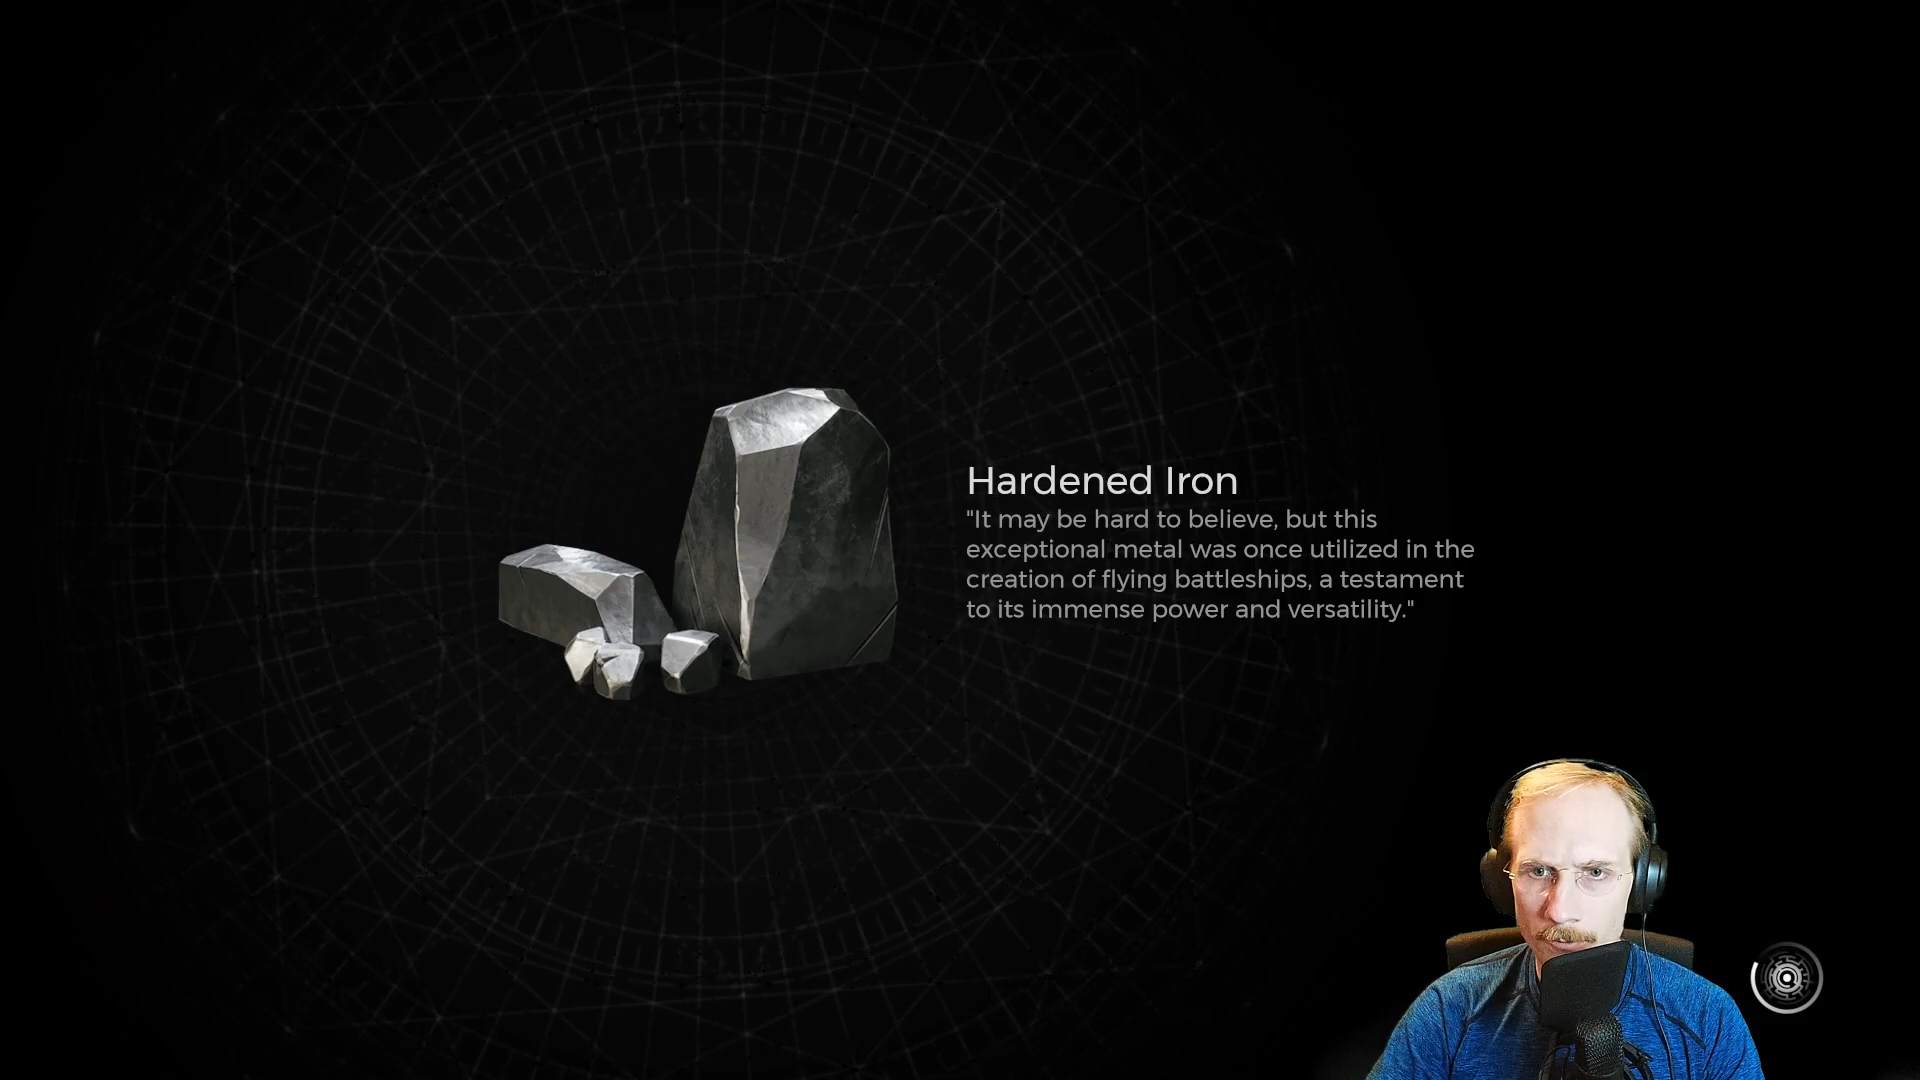 Hardened Iron
"It may be hard to believe, but this
exceptional metal was once utilized in the
creation of flying battleships, a testament
to its immense power and versatility."